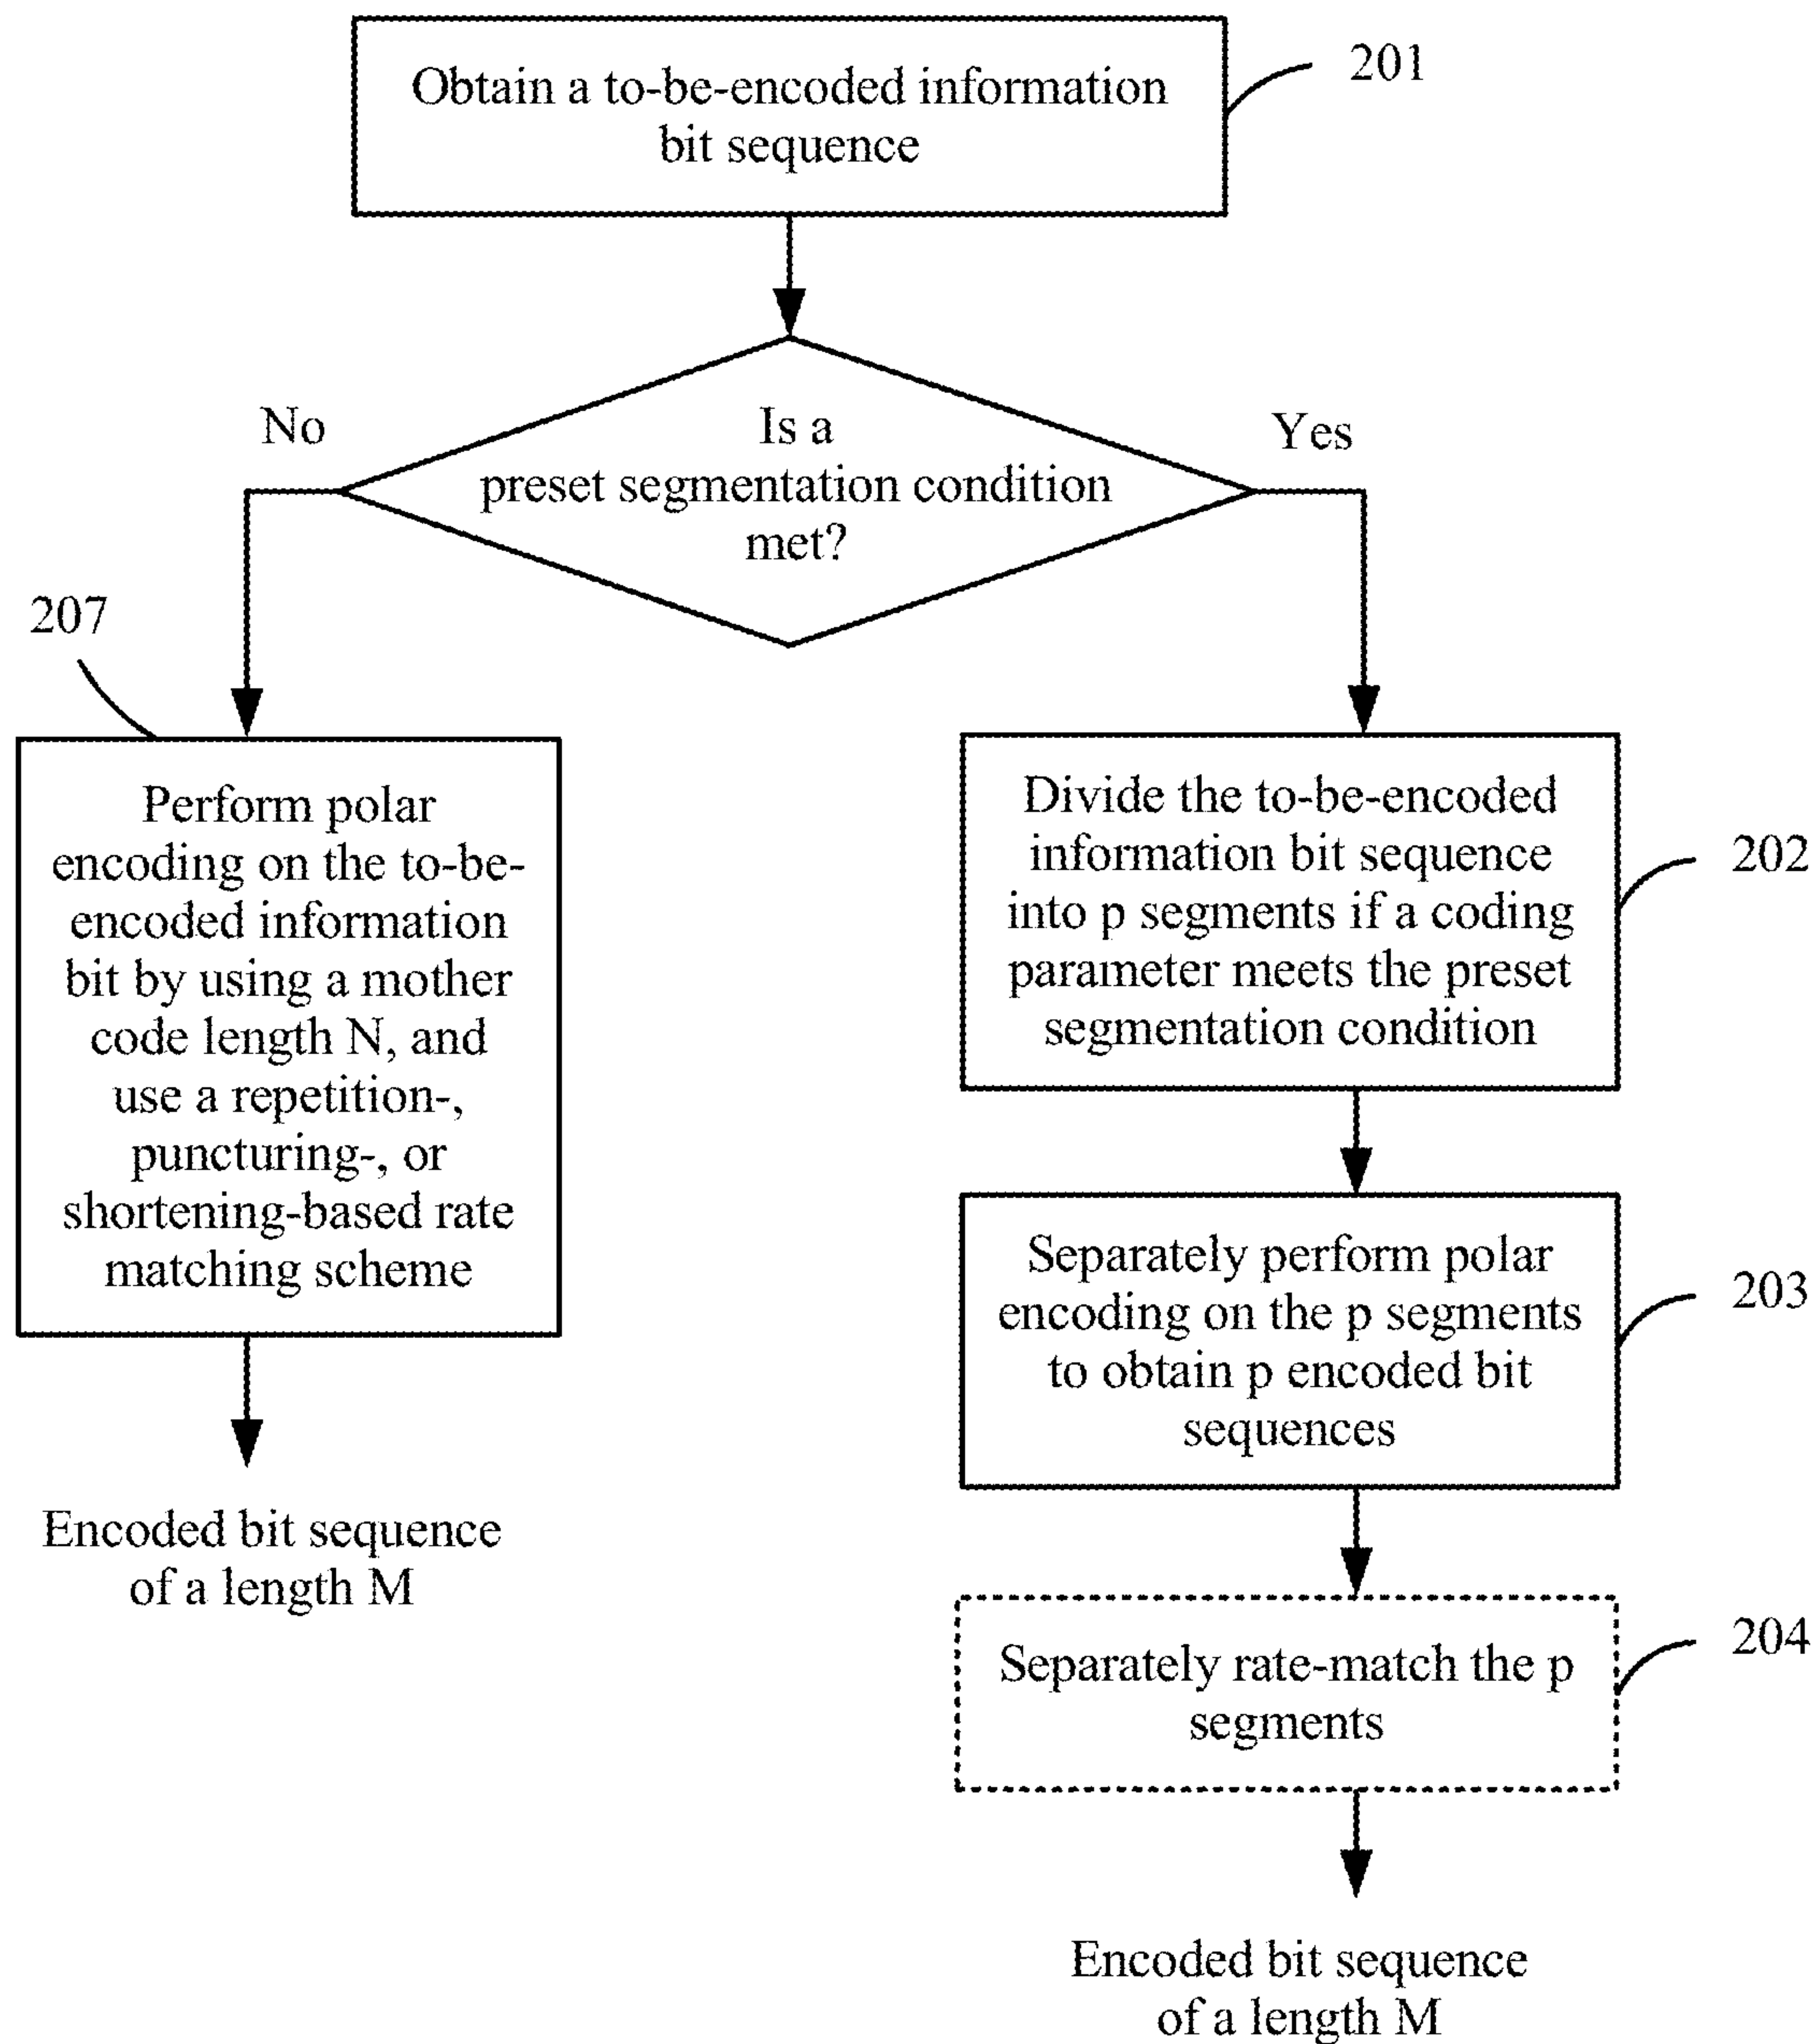 Obtain a to-be-encoded information
bit sequence
201
Is a
preset segmentation condition
met?
No
Yes
207
Perform polar
encoding on the to-be-
encoded information
bit by using a mother
code length N, and
use a repetition-,
puncturing-, or
shortening-based rate
matching scheme
Encoded bit sequence
of a length M
Divide the to-be-encoded
information bit sequence
into p segments if a coding
parameter meets the preset
segmentation condition
202
Separately perform polar
encoding on the p segments
to obtain p encoded bit
sequences
203
Separately rate-match the p
segments
204
Encoded bit sequence
of a length M